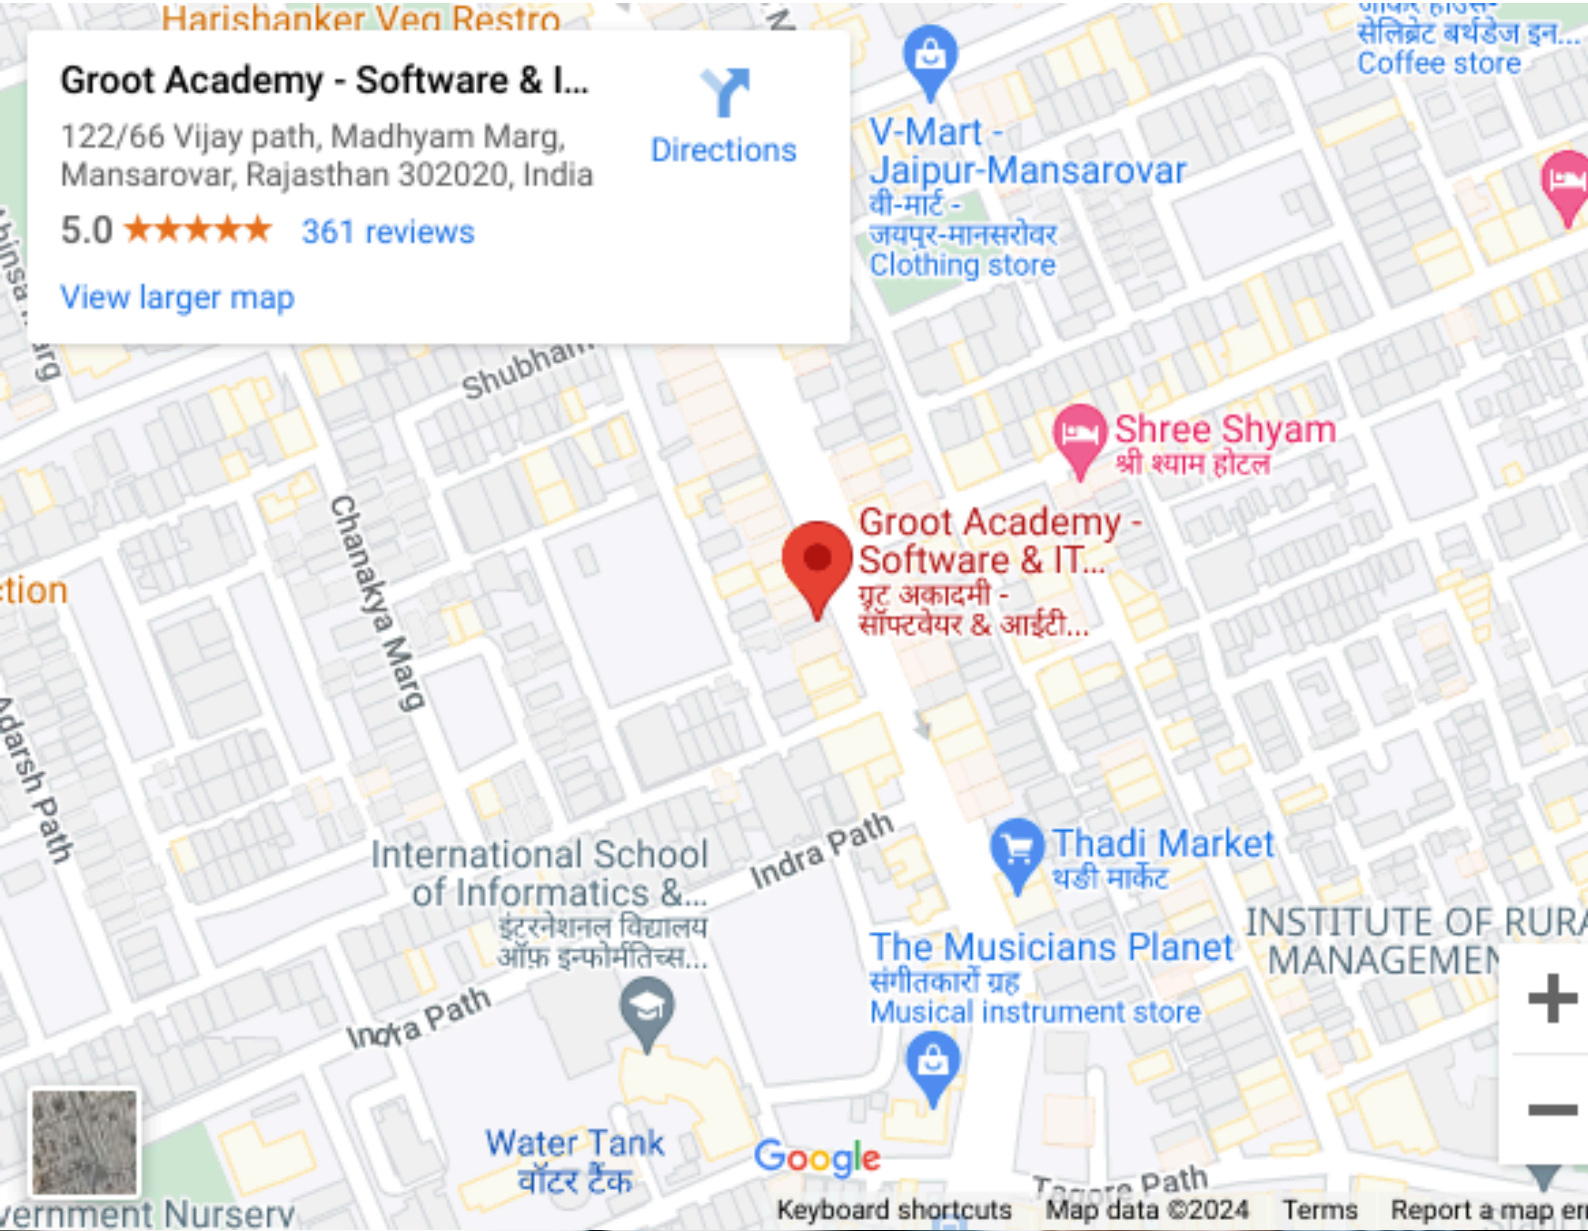 Harishanker Veg Restro
Groot Academy - Software & I...
122/66 Vijay path, Madhyam Marg,
Mansarovar, Rajasthan 302020, India
5.0
361 reviews
View larger map
Directions
सेलिब्रेट बर्थडेज इन...
Coffee store
V-Mart -
Jaipur-Mansarovar
वी-मार्ट -
जयपुर-मानसरोवर
Clothing store
Shubham
Shree Shyam
श्री श्याम होटल
Chanakya Marg
Groot Academy -
Software & IT...
ग्रूट अकादमी -
सॉफ्टवेयर & आईटी...
Adarsh Path
International School
of Informatics &...
इंटरनेशनल विद्यालय
ऑफ़ इन्फोर्मतिच्स...
Indra Path
Thadi Market
थडी मार्केट
INSTITUTE OF
The Musicians Planet
संगीतकारों ग्रह
Musical instrument store
Indra Path
Water Tank
वॉटर टैंक
Google
Tagore Path
Nursery
Keyboard shortcuts
Map data ©2024
Terms
Report a map